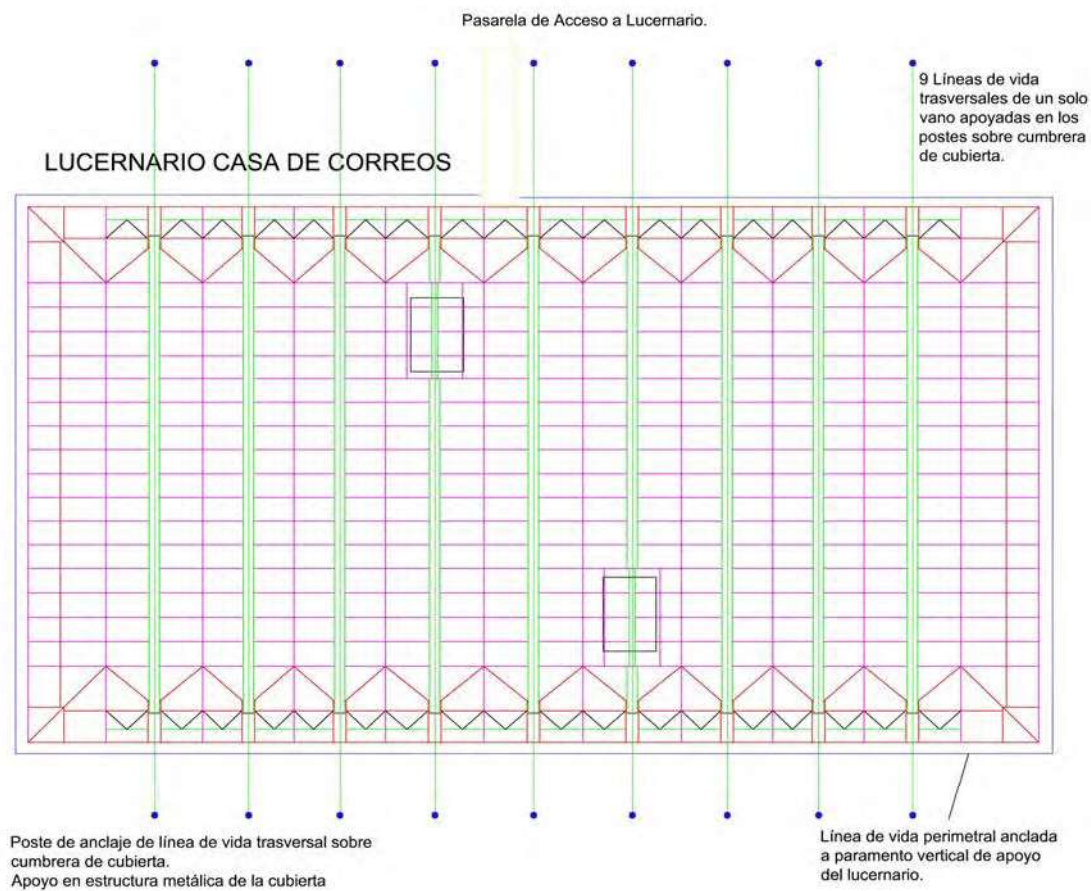 Pasarela de Acceso a Lucernario.
9 Líneas de vida
trasversales de un solo
vano apoyadas en los
postes sobre cumbrera
de cubierta.
LUCERNARIO CASA DE CORREOS
Poste de anclaje de línea de vida trasversal sobre
cumbrera de cubierta.
Apoyo en estructura metálica de la cubierta
Línea de vida perimetral anclada
a paramento vertical de apoyo
del lucernario.